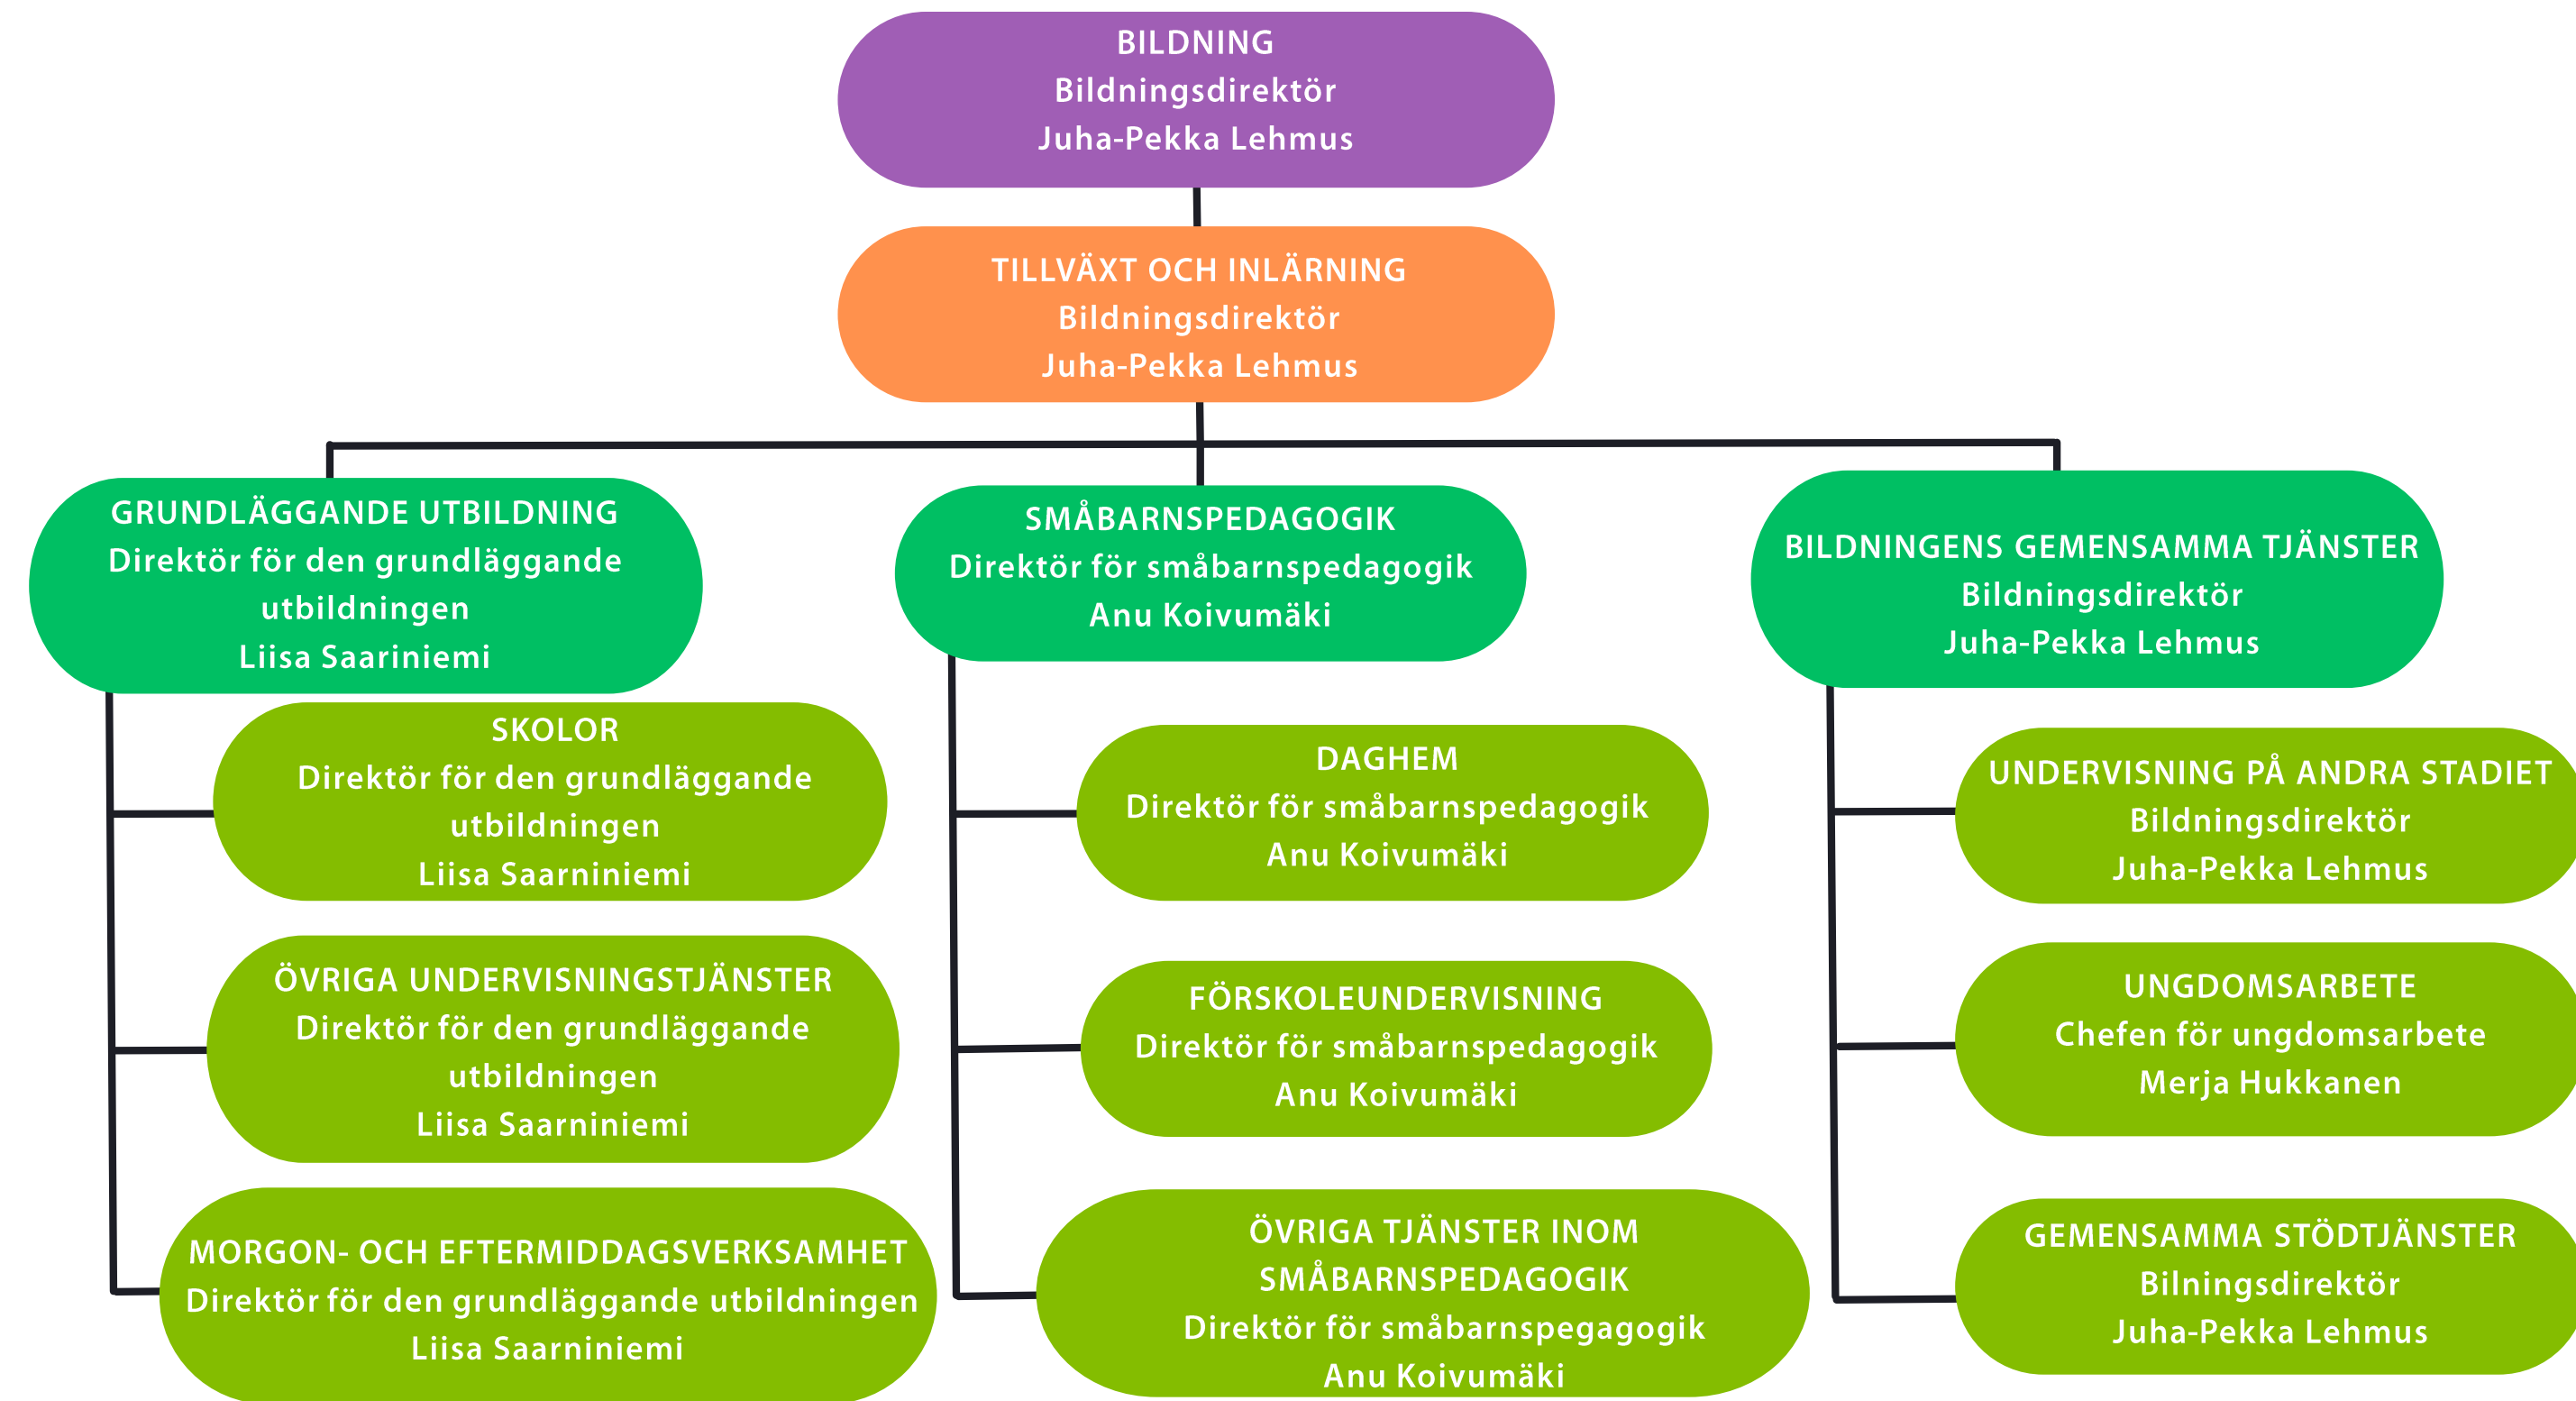 BILDNING
Bildningsdirektör
Juha-Pekka Lehmus
TILLVÄXT OCH INLÄRNING
Bildningsdirektör
Juha-Pekka Lehmus
GRUNDLÄGGANDE UTBILDNING
Direktör för den grundläggande
utbildningen
Liisa Saariniemi
SKOLOR
Direktör för den grundläggande
utbildningen
Liisa Saarniniemi
ÖVRIGA UNDERVISNINGSTJÄNSTER
Direktör för den grundläggande
utbildningen
Liisa Saarniniemi
MORGON- OCH EFTERMIDDAGSVERKSAMHET
Direktör för den grundläggande utbildningen
Liisa Saarniniemi
SMÅBARNSPEDAGOGIK
Direktör för småbarnspedagogik
Anu Koivumäki
DAGHEM
Direktör för småbarnspedagogik
Anu Koivumäki
FÖRSKOLEUNDERVISNING
Direktör för småbarnspedagogik
Anu Koivumäki
ÖVRIGA TJÄNSTER INOM
SMÅBARNSPEDAGOGIK
Direktör för småbarnspegagogik
Anu Koivumäki
BILDNINGENS GEMENSAMMA TJÄNSTER
Bildningsdirektör
Juha-Pekka Lehmus
UNDERVISNING PÅ ANDRA STADIET
Bildningsdirektör
Juha-Pekka Lehmus
UNGDOMSARBETE
Chefen för ungdomsarbete
Merja Hukkanen
GEMENSAMMA STÖDTJÄNSTER
Bilningsdirektör
Juha-Pekka Lehmus